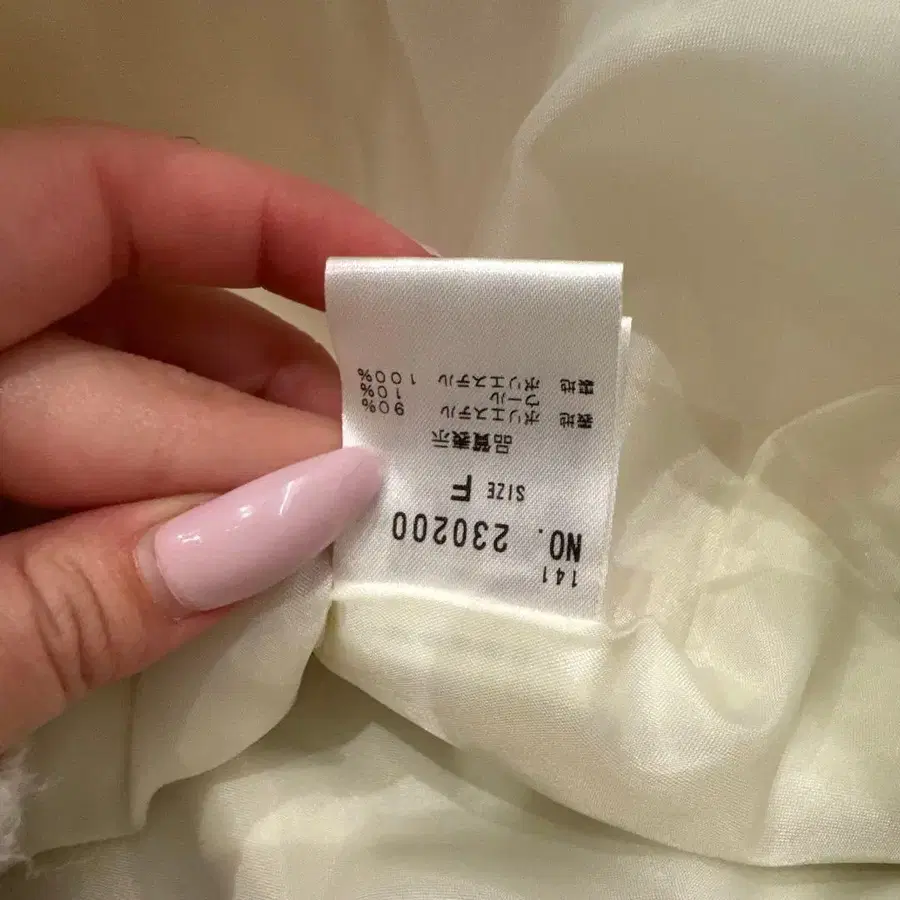 141
NO. 230200
SIZE F
品質表示
表地 ポリエステル 90%
ウール 10%
裏地 ポリエステル 100%